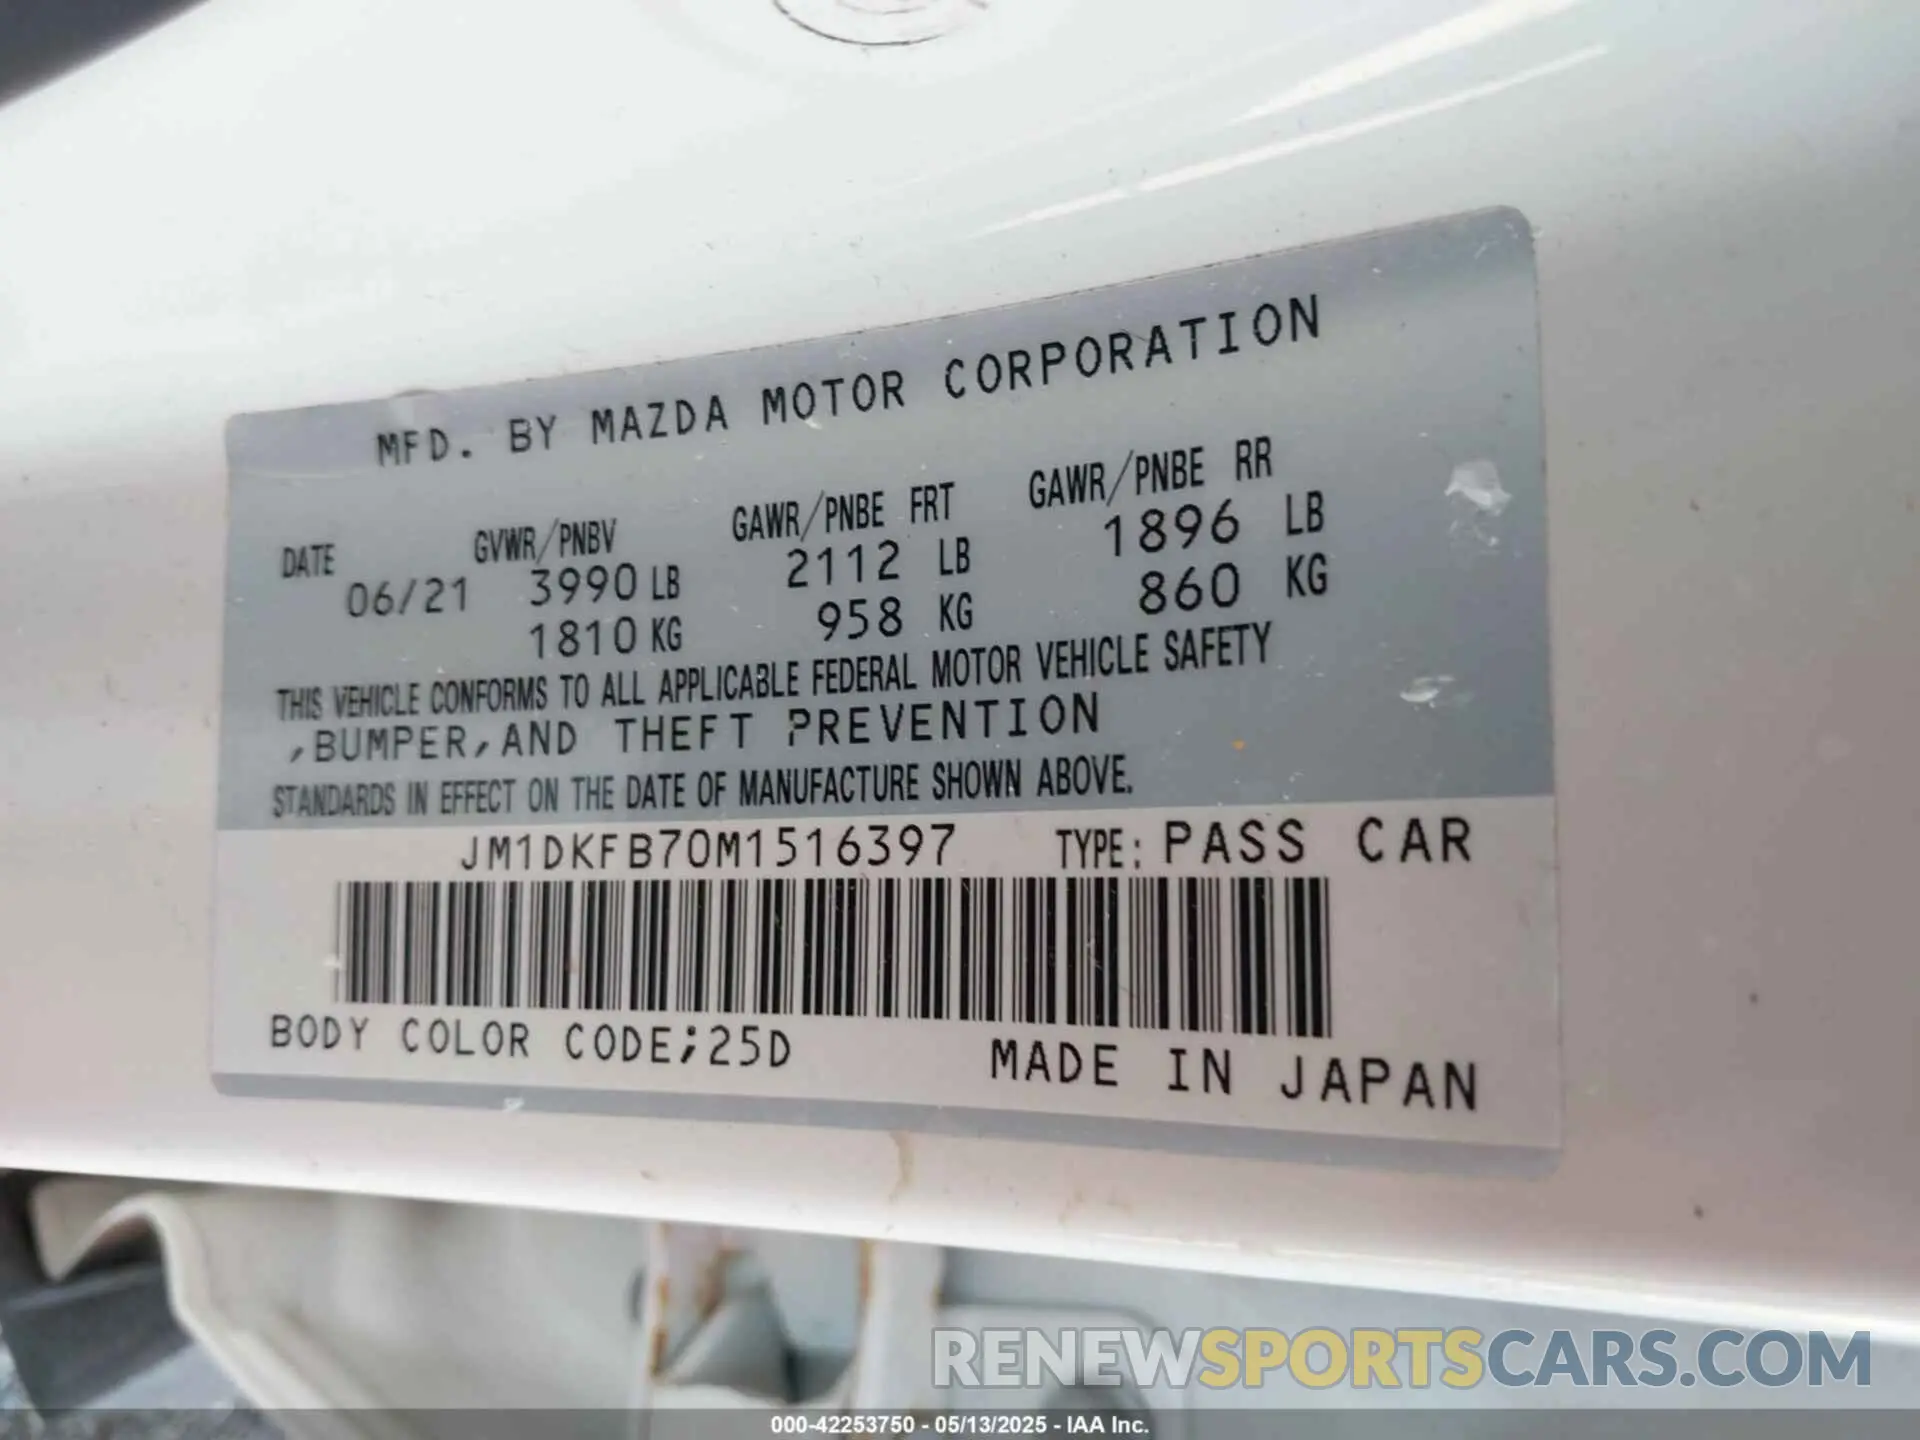 MFD. BY MAZDA MOTOR CORPORATION
DATE GVWR/PNBV GAWR/PNBE FRT GAWR/PNBE RR
06/21 3990 LB 2112 LB 1896 LB
1810 KG 958 KG 860 KG
THIS VEHICLE CONFORMS TO ALL APPLICABLE FEDERAL MOTOR VEHICLE SAFETY
,BUMPER,AND THEFT PREVENTION
STANDARDS IN EFFECT ON THE DATE OF MANUFACTURE SHOWN ABOVE.
JM1DKFB70M1516397 TYPE: PASS CAR
BODY COLOR CODE;25D MADE IN JAPAN
RENEWSPORTSCARS.COM
000-42253750 - 05/13/2025 - IAA Inc.